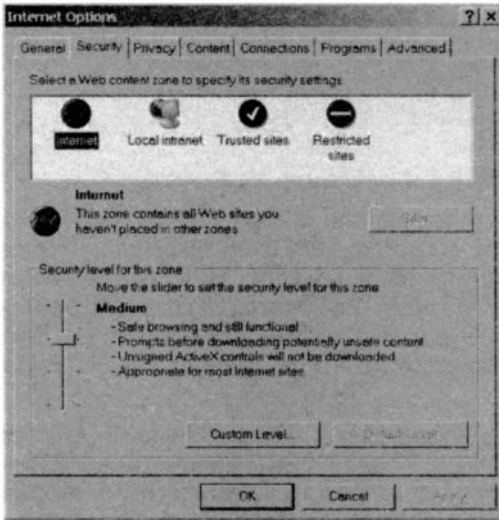 Internet Options
General Security Privacy Content Connections Programs Advanced
Select a Web content zone to specify its security settings.
Internet Local intranet Trusted sites Restricted sites
Internet
This zone contains all Web sites you
haven't placed in other zones
Sites...
Security level for this zone
Move the slider to set the security level for this zone
Medium
- Safe browsing and still functional
- Prompts before downloading potentially unsafe content
- Unsigned ActiveX controls will not be downloaded
- Appropriate for most Internet sites
Custom Level... Default Level
OK Cancel Apply